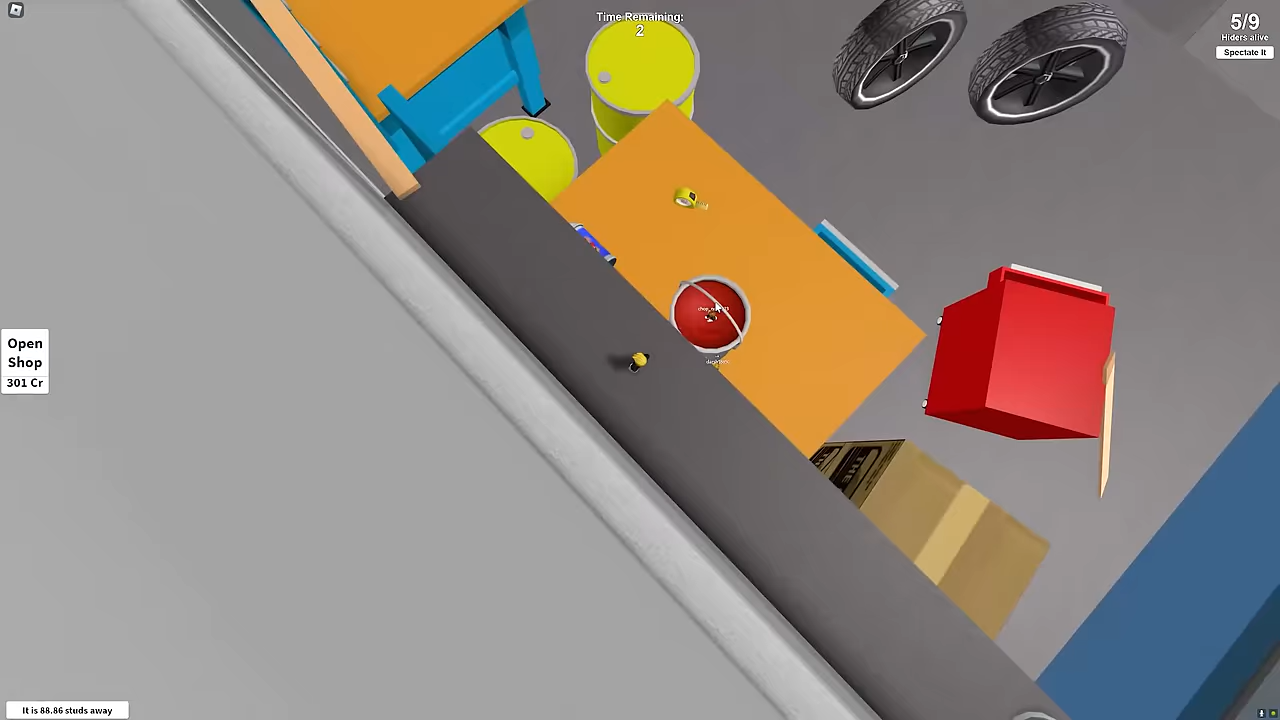 Time Remaining:
2
5/9
Hiders alive
Spectate It
Open
Shop
301 Cr
THE
It is 88.86 studs away